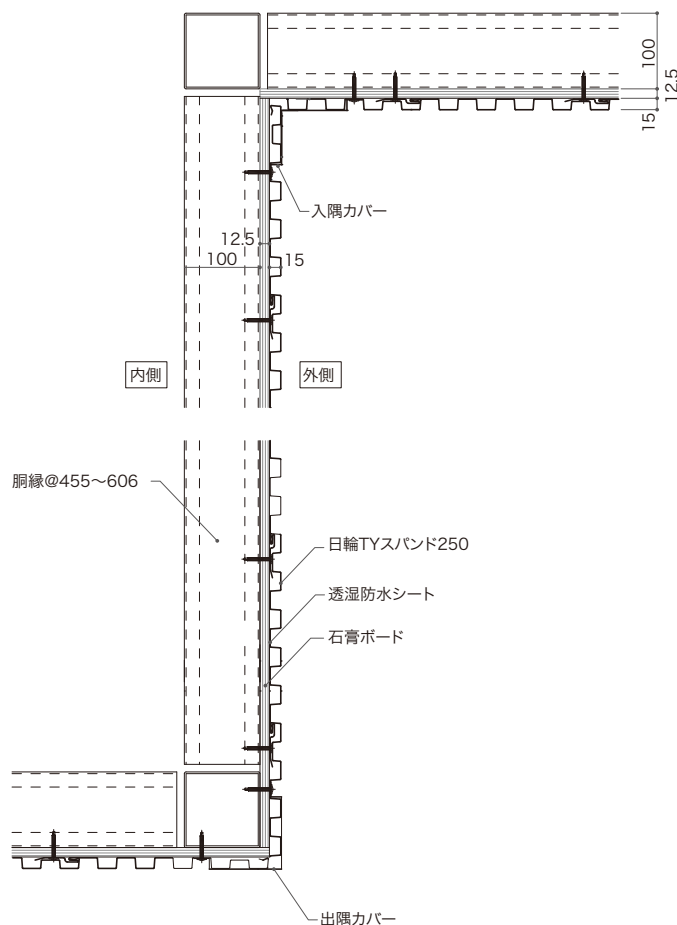 100
12.5
15
入隅カバー
12.5
100
15
内側
外側
胴縁@455〜606
日輪TYスパンド250
透湿防水シート
石膏ボード
出隅カバー